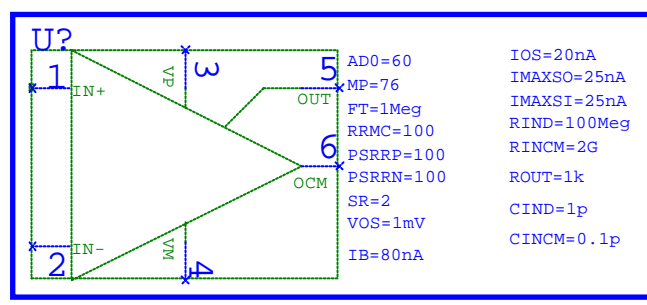 U?
1
IN+
VP
3
5
OUT
6
OCM
IN-
2
VM
4
AD0=60
MP=76
FT=1Meg
RRMC=100
PSRRP=100
PSRRN=100
SR=2
VOS=1mV
IB=80nA
IOS=20nA
IMAXSO=25nA
IMAXSI=25nA
RIND=100Meg
RINCM=2G
ROUT=1k
CIND=1p
CINCM=0.1p